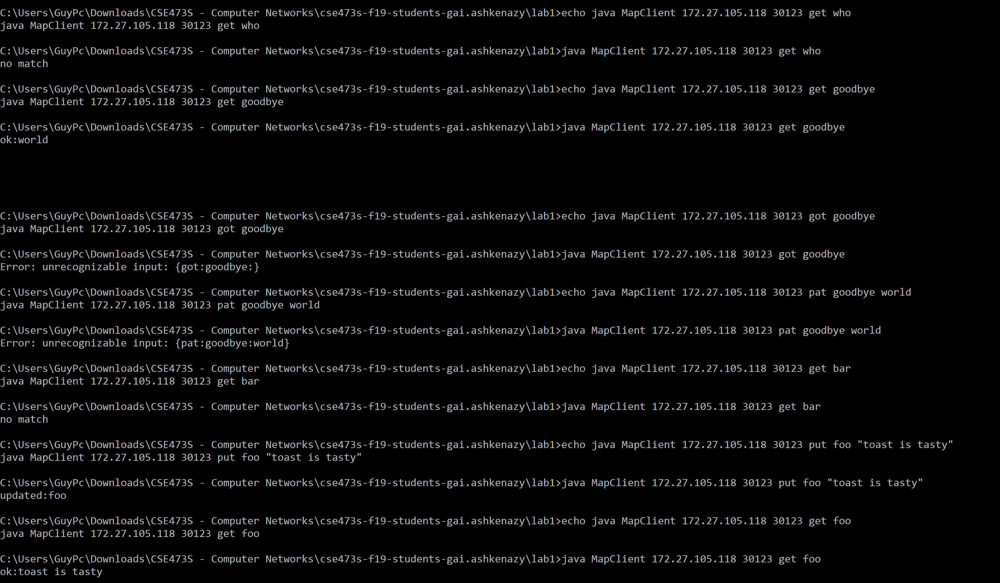 C:\Users\GuyPc\Downloads\CSE473S - Computer Networks\cse473s-f19-students-gai.ashkenazy\lab1>echo java MapClient 172.27.105.118 30123 get who
java MapClient 172.27.105.118 30123 get who
C:\Users\GuyPc\Downloads\CSE473S - Computer Networks\cse473s-f19-students-gai.ashkenazy\lab1>java MapClient 172.27.105.118 30123 get who
no match
C:\Users\GuyPc\Downloads\CSE473S - Computer Networks\cse473s-f19-students-gai.ashkenazy\lab1>echo java MapClient 172.27.105.118 30123 get goodbye
java MapClient 172.27.105.118 30123 get goodbye
C:\Users\GuyPc\Downloads\CSE473S - Computer Networks\cse473s-f19-students-gai.ashkenazy\lab1>java MapClient 172.27.105.118 30123 get goodbye
ok:world
C:\Users\GuyPc\Downloads\CSE473S - Computer Networks\cse473s-f19-students-gai.ashkenazy\lab1>echo java MapClient 172.27.105.118 30123 got goodbye
java MapClient 172.27.105.118 30123 got goodbye
C:\Users\GuyPc\Downloads\CSE473S - Computer Networks\cse473s-f19-students-gai.ashkenazy\lab1>java MapClient 172.27.105.118 30123 got goodbye
Error: unrecognizable input: {got:goodbye:}
C:\Users\GuyPc\Downloads\CSE473S - Computer Networks\cse473s-f19-students-gai.ashkenazy\lab1>echo java MapClient 172.27.105.118 30123 pat goodbye world
java MapClient 172.27.105.118 30123 pat goodbye world
C:\Users\GuyPc\Downloads\CSE473S - Computer Networks\cse473s-f19-students-gai.ashkenazy\lab1>java MapClient 172.27.105.118 30123 pat goodbye world
Error: unrecognizable input: {pat:goodbye:world}
C:\Users\GuyPc\Downloads\CSE473S - Computer Networks\cse473s-f19-students-gai.ashkenazy\lab1>echo java MapClient 172.27.105.118 30123 get bar
java MapClient 172.27.105.118 30123 get bar
C:\Users\GuyPc\Downloads\CSE473S - Computer Networks\cse473s-f19-students-gai.ashkenazy\lab1>java MapClient 172.27.105.118 30123 get bar
no match
C:\Users\GuyPc\Downloads\CSE473S - Computer Networks\cse473s-f19-students-gai.ashkenazy\lab1>echo java MapClient 172.27.105.118 30123 put foo "toast is tasty"
java MapClient 172.27.105.118 30123 put foo "toast is tasty"
C:\Users\GuyPc\Downloads\CSE473S - Computer Networks\cse473s-f19-students-gai.ashkenazy\lab1>java MapClient 172.27.105.118 30123 put foo "toast is tasty"
updated:foo
C:\Users\GuyPc\Downloads\CSE473S - Computer Networks\cse473s-f19-students-gai.ashkenazy\lab1>echo java MapClient 172.27.105.118 30123 get foo
java MapClient 172.27.105.118 30123 get foo
C:\Users\GuyPc\Downloads\CSE473S - Computer Networks\cse473s-f19-students-gai.ashkenazy\lab1>java MapClient 172.27.105.118 30123 get foo
ok:toast is tasty